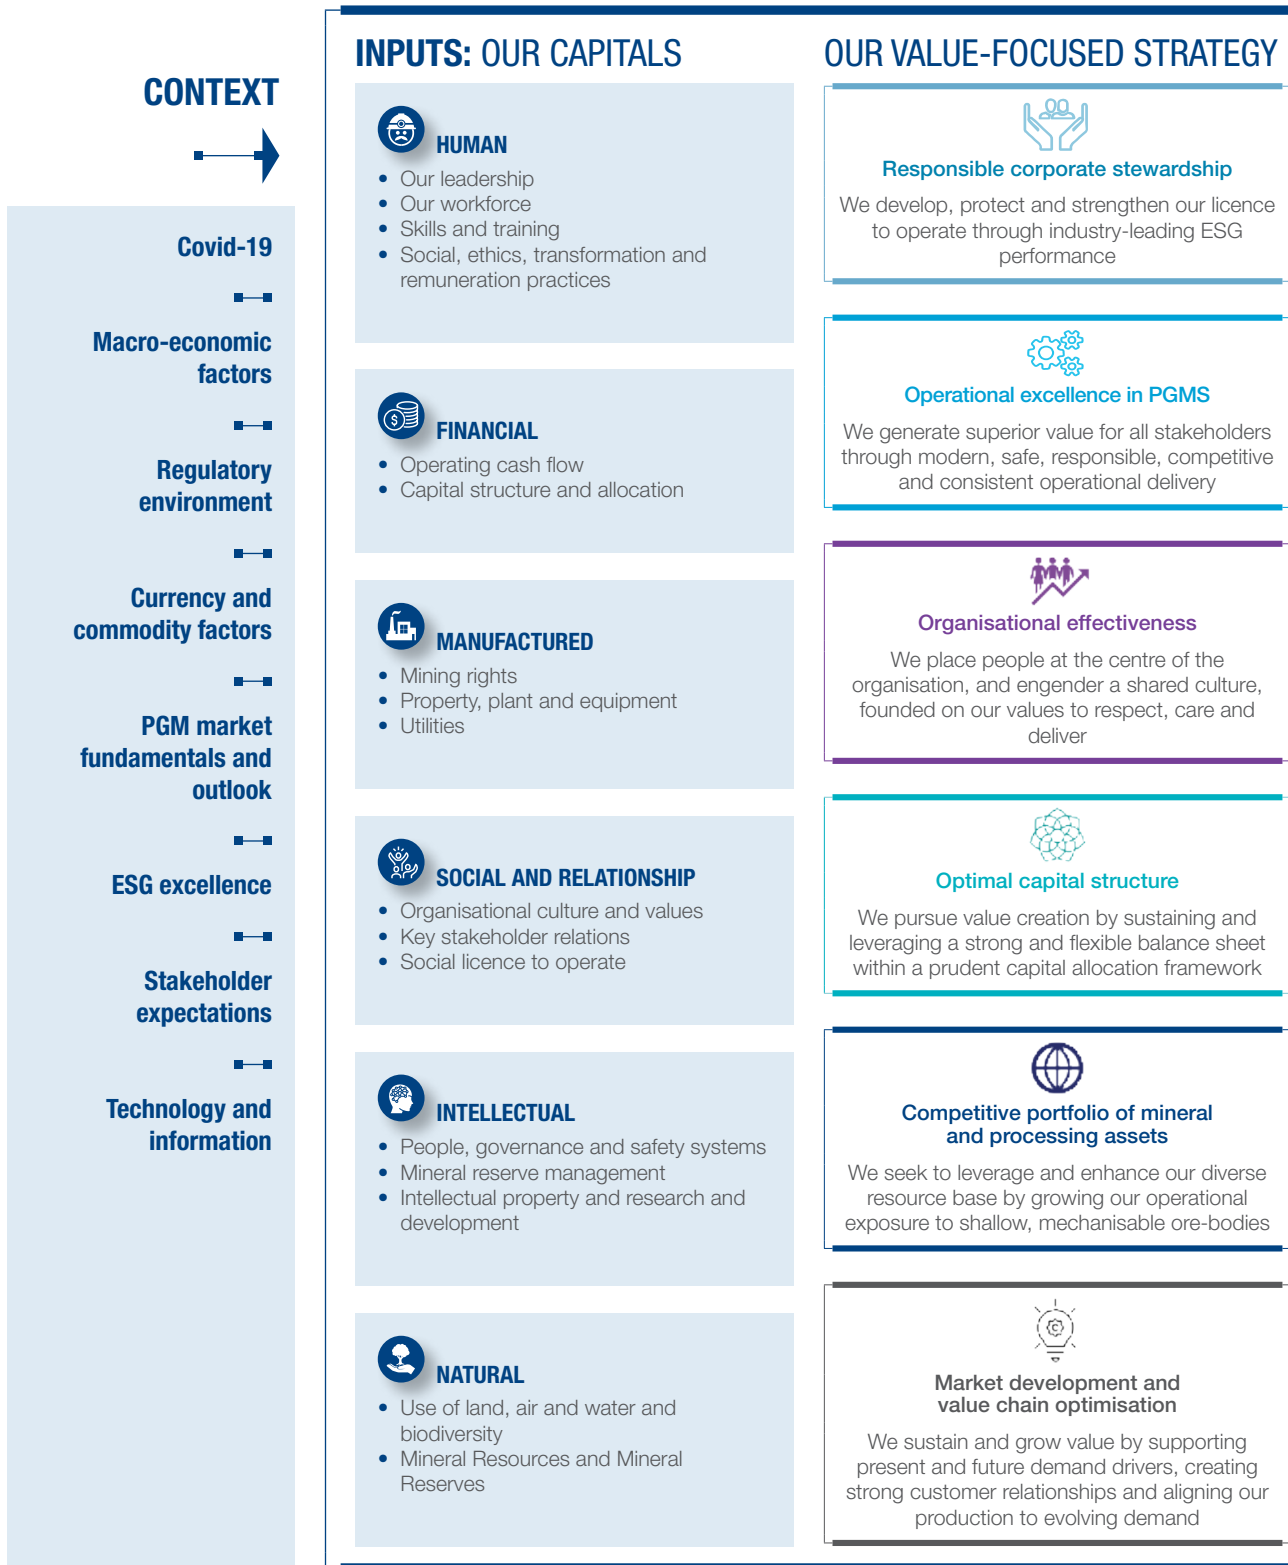 CONTEXT
Covid-19
Macro-economic
factors
Regulatory
environment
Currency and
commodity factors
PGM market
fundamentals and
outlook
ESG excellence
Stakeholder
expectations
Technology and
information
INPUTS: OUR CAPITALS
HUMAN
• Our leadership
• Our workforce
• Skills and training
• Social, ethics, transformation and
remuneration practices
FINANCIAL
• Operating cash flow
• Capital structure and allocation
MANUFACTURED
• Mining rights
• Property, plant and equipment
• Utilities
SOCIAL AND RELATIONSHIP
• Organisational culture and values
• Key stakeholder relations
• Social licence to operate
INTELLECTUAL
• People, governance and safety systems
• Mineral reserve management
• Intellectual property and research and
development
NATURAL
• Use of land, air and water and
biodiversity
• Mineral Resources and Mineral
Reserves
OUR VALUE-FOCUSED STRATEGY
Responsible corporate stewardship
We develop, protect and strengthen our licence
to operate through industry-leading ESG
performance
Operational excellence in PGMS
We generate superior value for all stakeholders
through modern, safe, responsible, competitive
and consistent operational delivery
Organisational effectiveness
We place people at the centre of the
organisation, and engender a shared culture,
founded on our values to respect, care and
deliver
Optimal capital structure
We pursue value creation by sustaining and
leveraging a strong and flexible balance sheet
within a prudent capital allocation framework
Competitive portfolio of mineral
and processing assets
We seek to leverage and enhance our diverse
resource base by growing our operational
exposure to shallow, mechanisable ore-bodies
Market development and
value chain optimisation
We sustain and grow value by supporting
present and future demand drivers, creating
strong customer relationships and aligning our
production to evolving demand